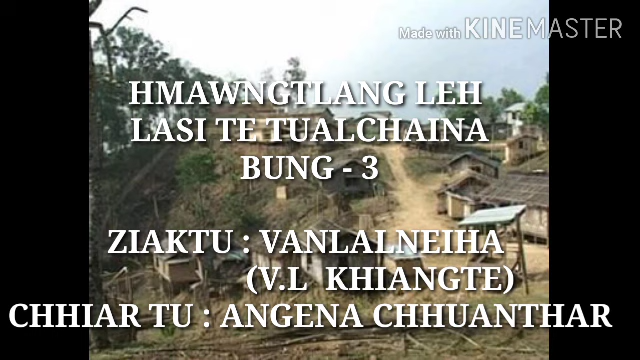 Made with KINEMASTER
HMAWNGTLANG LEH
LASI TE TUALCHAINA
BUNG - 3
ZIAKTU : VANLALNEIHA
(V.L KHIANGTE)
CHHIAR TU : ANGENA CHHUANTHAR